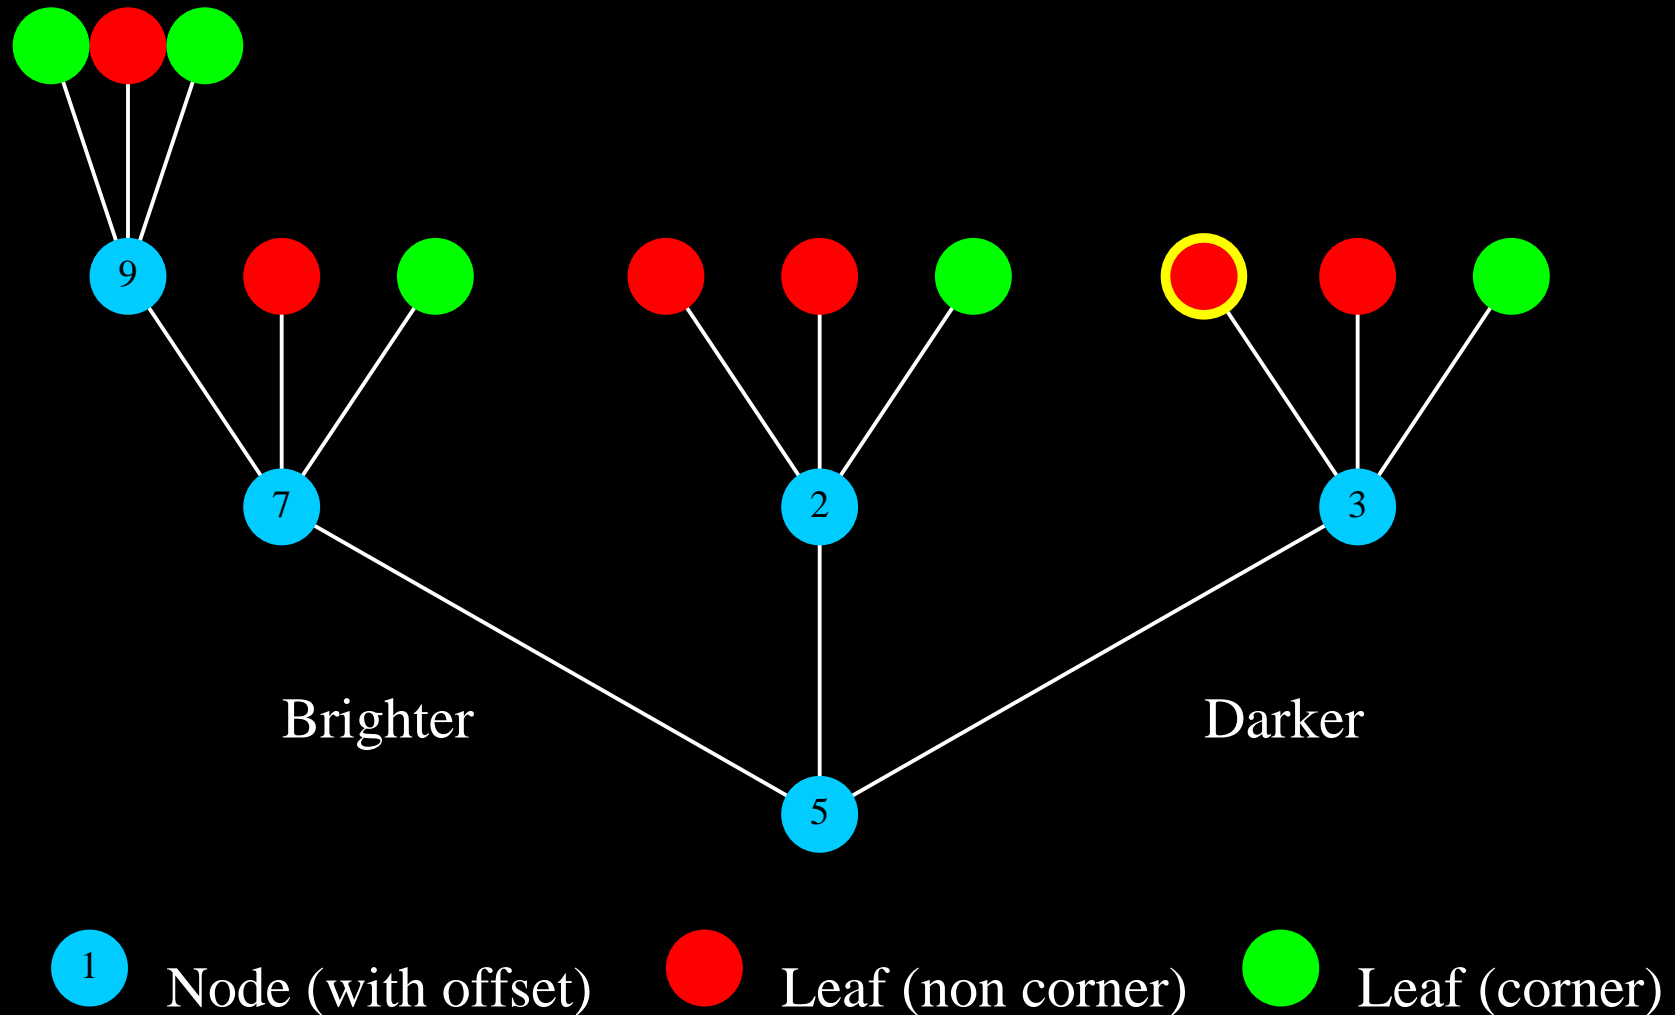 9
7
2
3
Brighter
Darker
5
1
Node (with offset)
Leaf (non corner)
Leaf (corner)